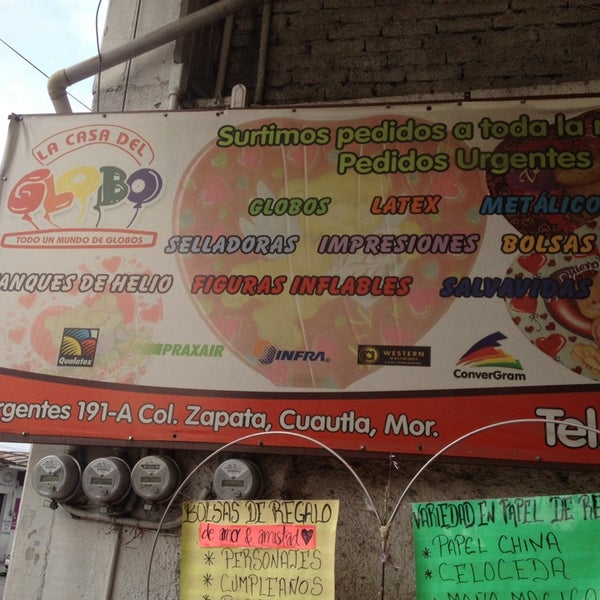 LA CASA DEL
GLOBO
TODO UN MUNDO DE GLOBOS
Surtimos pedidos a toda la
Pedidos Urgentes
GLOBOS LATEX METÁLICO
SELLADORAS IMPRESIONES BOLSAS
ANQUES DE HELIO FIGURAS INFLABLES SALVAVIDAS
Qualatex PRAXAIR INFRA WESTERN ConverGram
rgentes 191-A Col. Zapata, Cuautla, Mor. Tel
BOLSAS DE REGALO
de amor & amistad
* PERSONAJES
* CUMPLEAÑOS
VARIEDAD EN PAPEL DE RE
* PAPEL CHINA
* CELOCEDA